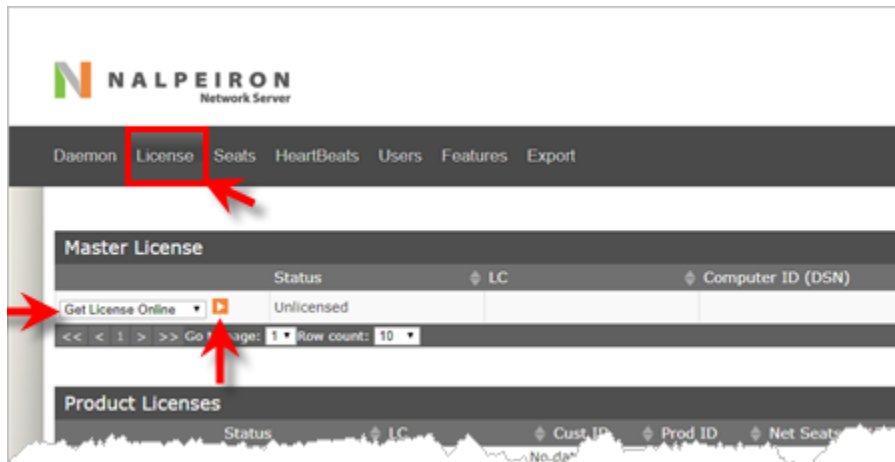 NALPEIRON
Network Server
Daemon License Seats HeartBeats Users Features Export
Master License
Status LC Computer ID (DSN)
Get License Online Unlicensed
<< < 1 > >> Go page: 1 Row count: 10
Product Licenses
Status LC Cust ID Prod ID Net Seats